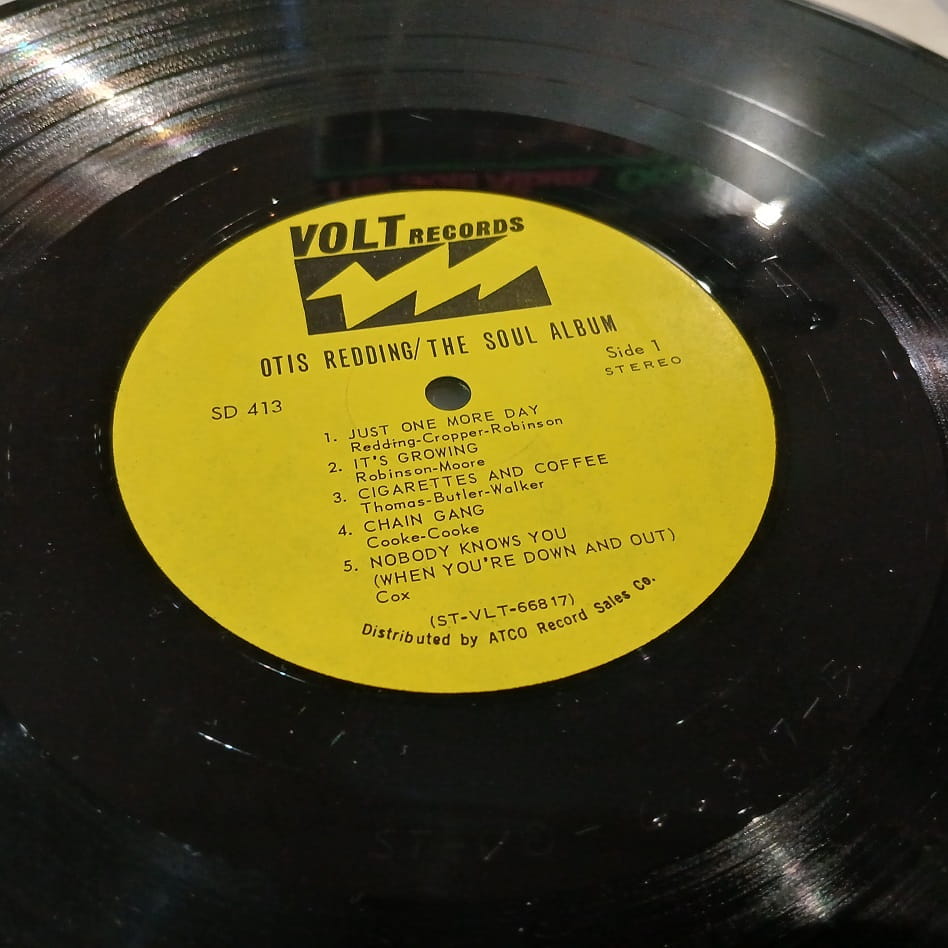 VOLT RECORDS
OTIS REDDING/THE SOUL ALBUM
Side 1
STEREO
SD 413
1. JUST ONE MORE DAY
Redding-Cropper-Robinson
2. IT'S GROWING
Robinson-Moore
3. CIGARETTES AND COFFEE
Thomas-Butler-Walker
4. CHAIN GANG
Cooke-Cooke
5. NOBODY KNOWS YOU
(WHEN YOU'RE DOWN AND OUT)
Cox
(ST-VLT-66817)
Distributed by ATCO Record Sales Co.